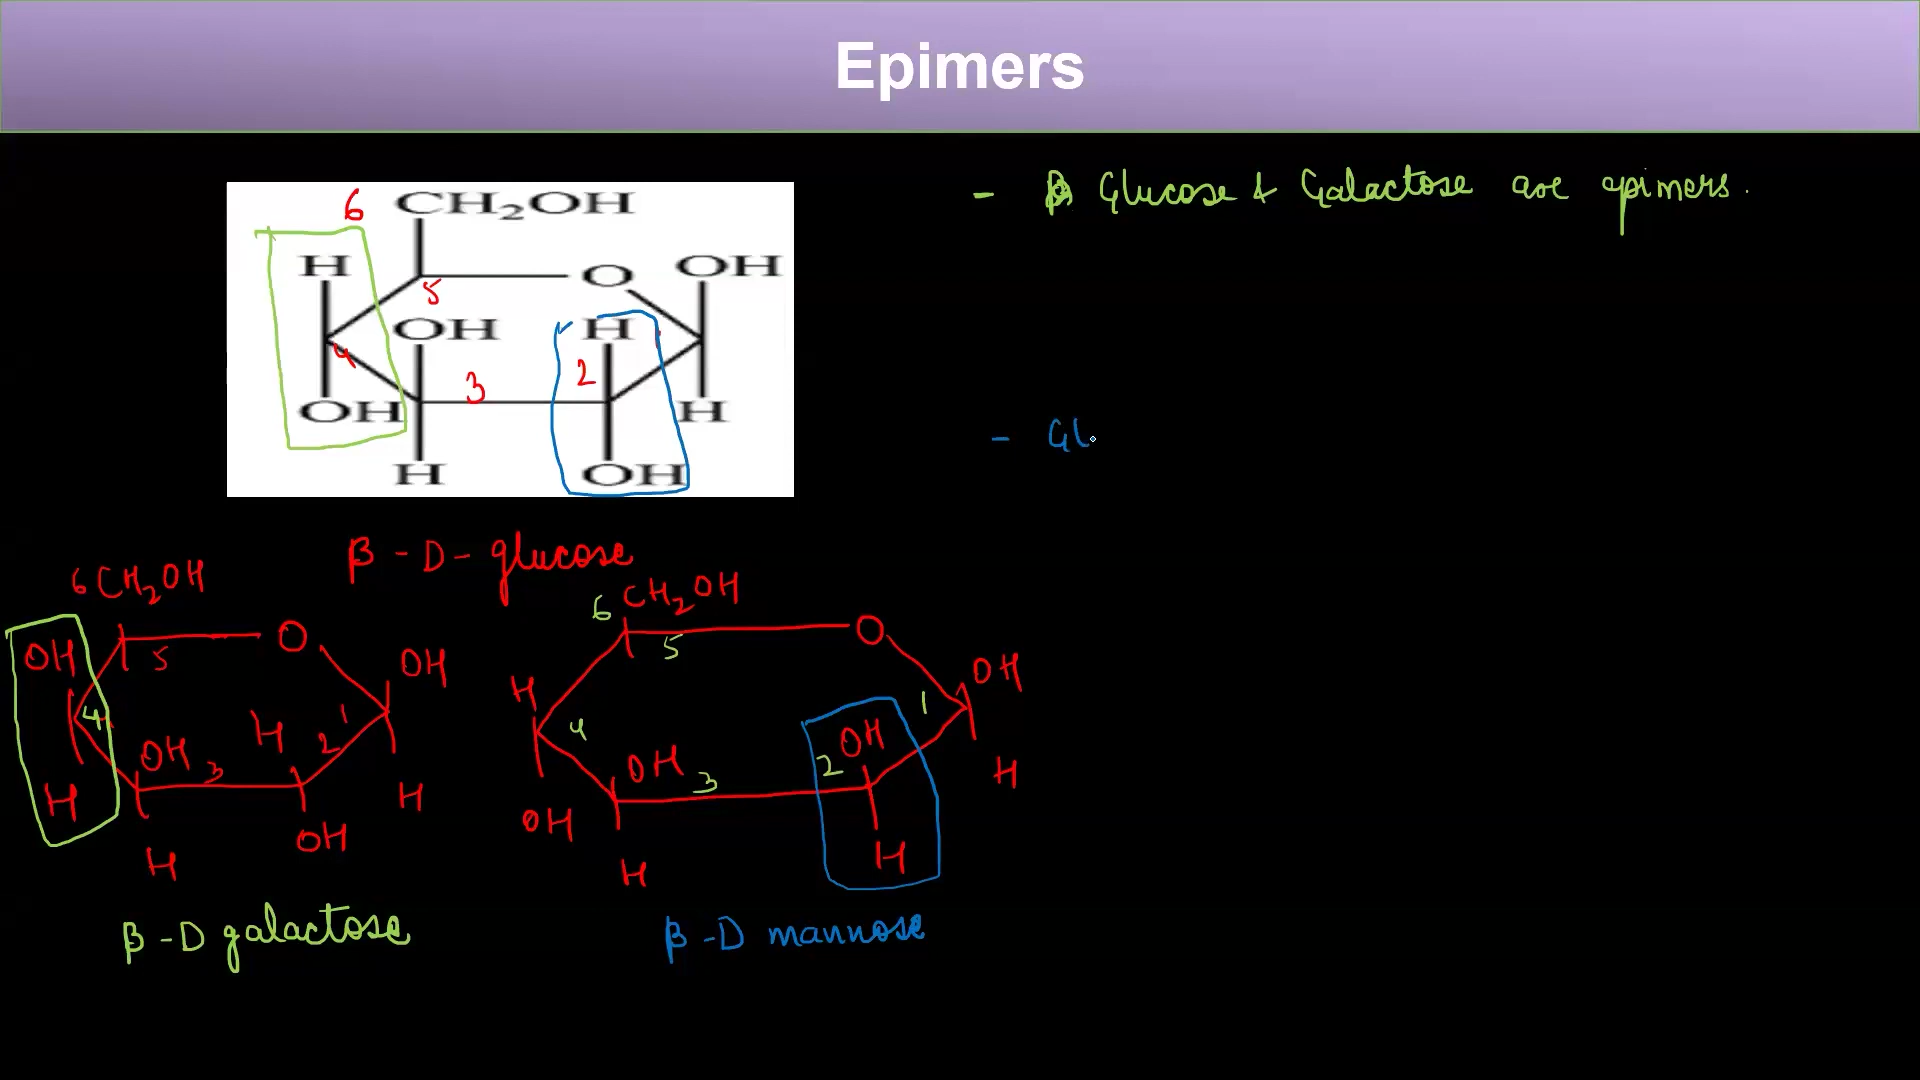 Epimers
- Glucose & Galactose are epimers.
6 CH₂OH
H
5
O
OH
4
OH
H
3
2
OH
H
OH
H
- Gl
β - D - glucose
6 CH₂OH
OH
5
O
OH
4
OH
3
H
2
1
H
H
OH
H
β - D galactose
6 CH₂OH
5
O
OH
H
4
1
OH
3
2
OH
H
OH
H
H
β - D mannose